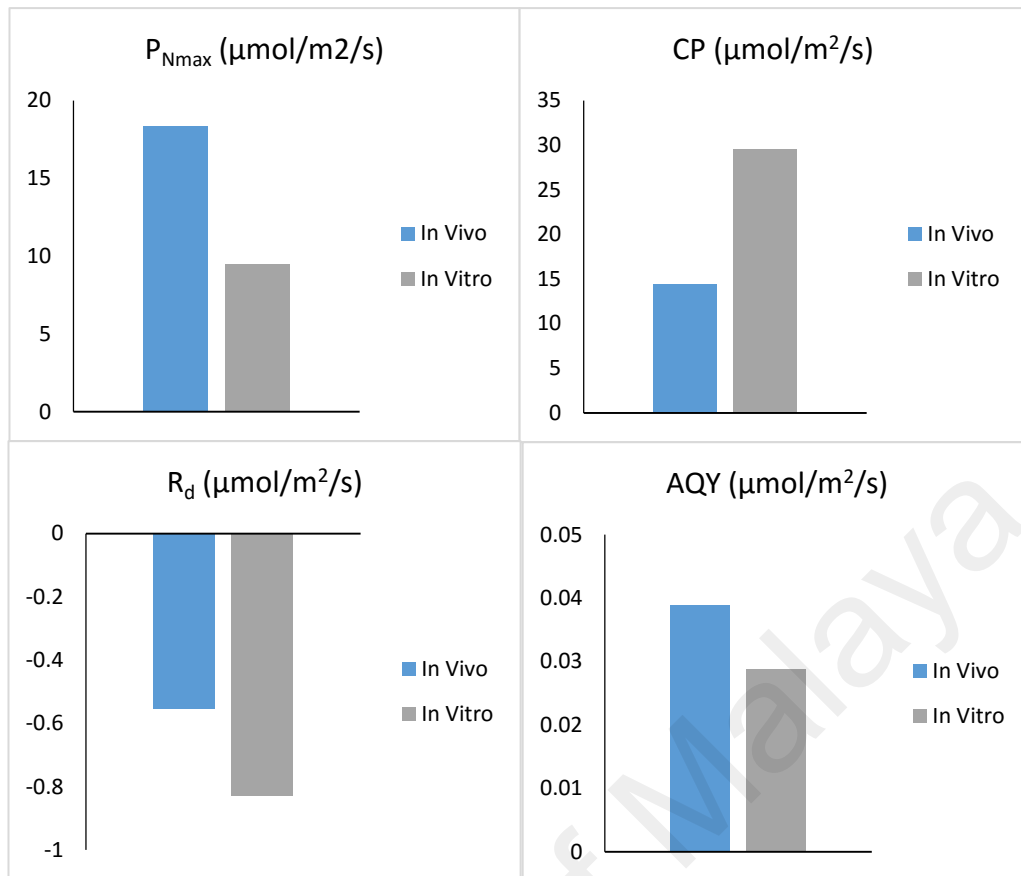 P_Nmax (μmol/m2/s)
20
15
10
5
0
In Vivo
In Vitro
CP (μmol/m²/s)
35
30
25
20
15
10
5
0
In Vivo
In Vitro
R_d (μmol/m²/s)
0
-0.2
-0.4
-0.6
-0.8
-1
In Vivo
In Vitro
AQY (μmol/m²/s)
0.05
0.04
0.03
0.02
0.01
0
In Vivo
In Vitro
f Malaya